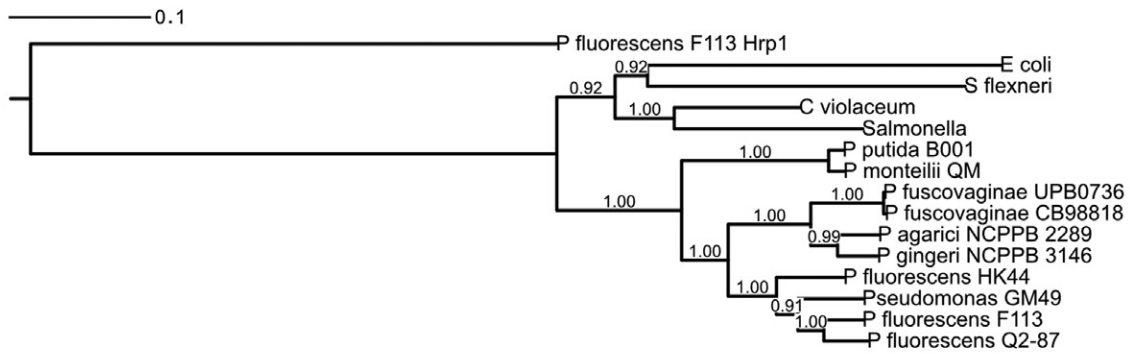 0.1
P fluorescens F113 Hrp1
E coli
0.92
S flexneri
0.92
C violaceum
1.00
Salmonella
P putida B001
1.00
P monteilii QM
P fuscovaginae UPB0736
1.00
P fuscovaginae CB98818
1.00
1.00
P agarici NCPPB 2289
0.99
P gingeri NCPPB 3146
1.00
P fluorescens HK44
1.00
Pseudomonas GM49
0.91
P fluorescens F113
1.00
P fluorescens Q2-87